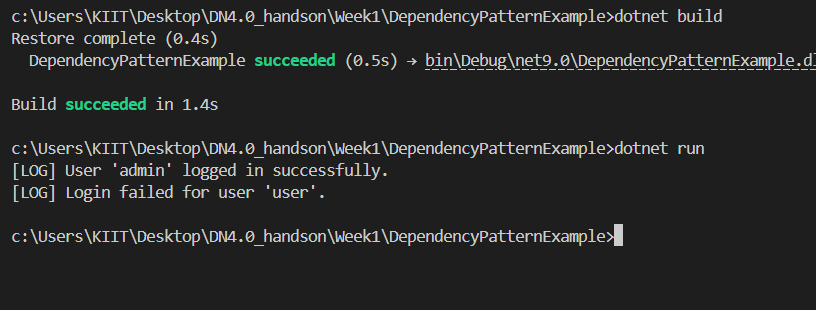 c:\Users\KIIT\Desktop\DN4.0_handson\Week1\DependencyPatternExample>dotnet build
Restore complete (0.4s)
DependencyPatternExample succeeded (0.5s) → bin\Debug\net9.0\DependencyPatternExample.dl
Build succeeded in 1.4s
c:\Users\KIIT\Desktop\DN4.0_handson\Week1\DependencyPatternExample>dotnet run
[LOG] User 'admin' logged in successfully.
[LOG] Login failed for user 'user'.
c:\Users\KIIT\Desktop\DN4.0_handson\Week1\DependencyPatternExample>